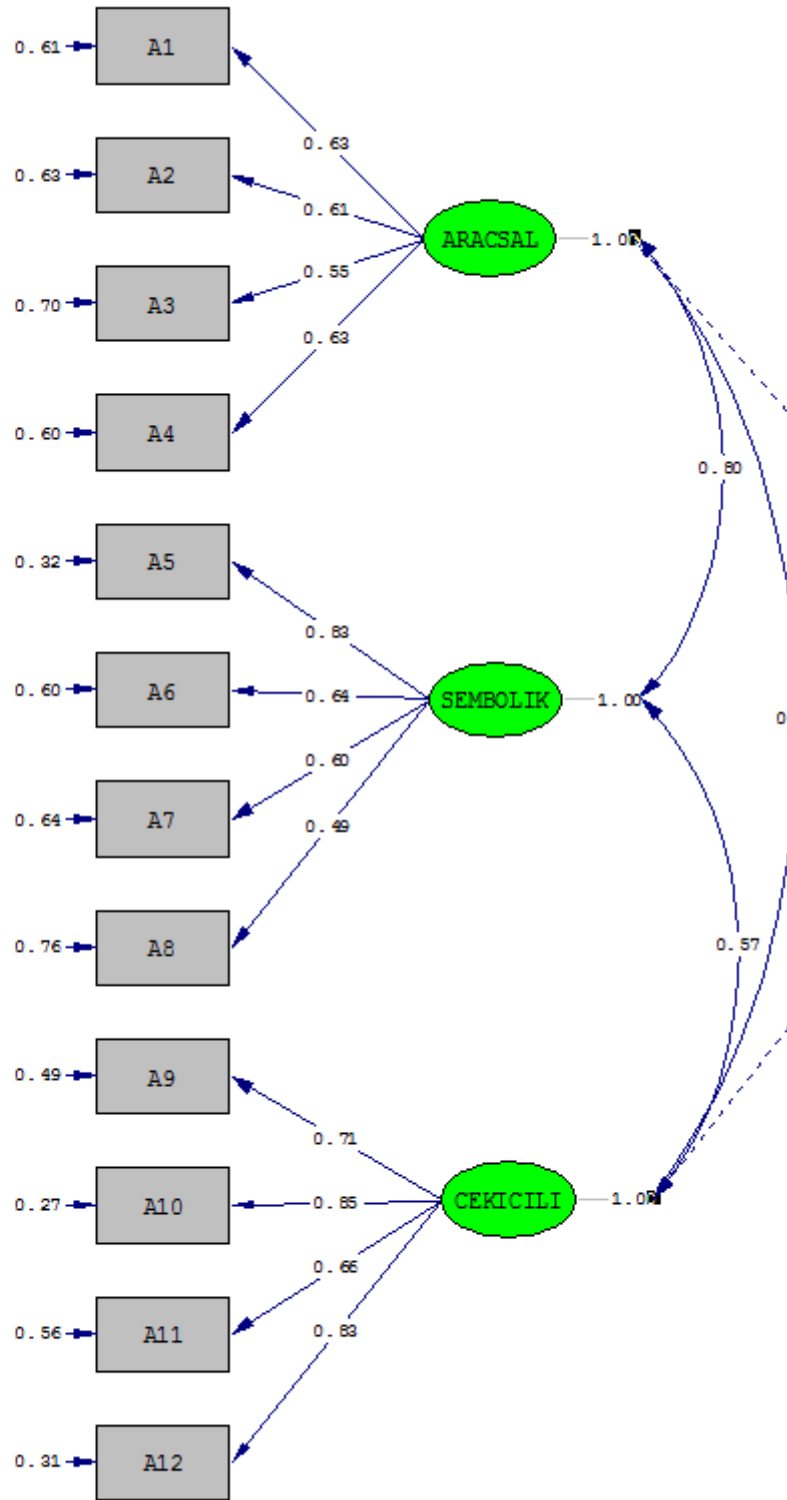 0.61 A1
0.63
0.63 A2
0.61
ARACSAL 1.00
0.55
0.70 A3
0.63
0.60 A4
0.80
0.32 A5
0.83
0.60 A6
0.64
SEMBOLIK 1.00
0.60
0.64 A7
0.49
0.76 A8
0.57
0.49 A9
0.71
0.27 A10
0.85
CEKICILI 1.00
0.66
0.56 A11
0.83
0.31 A12